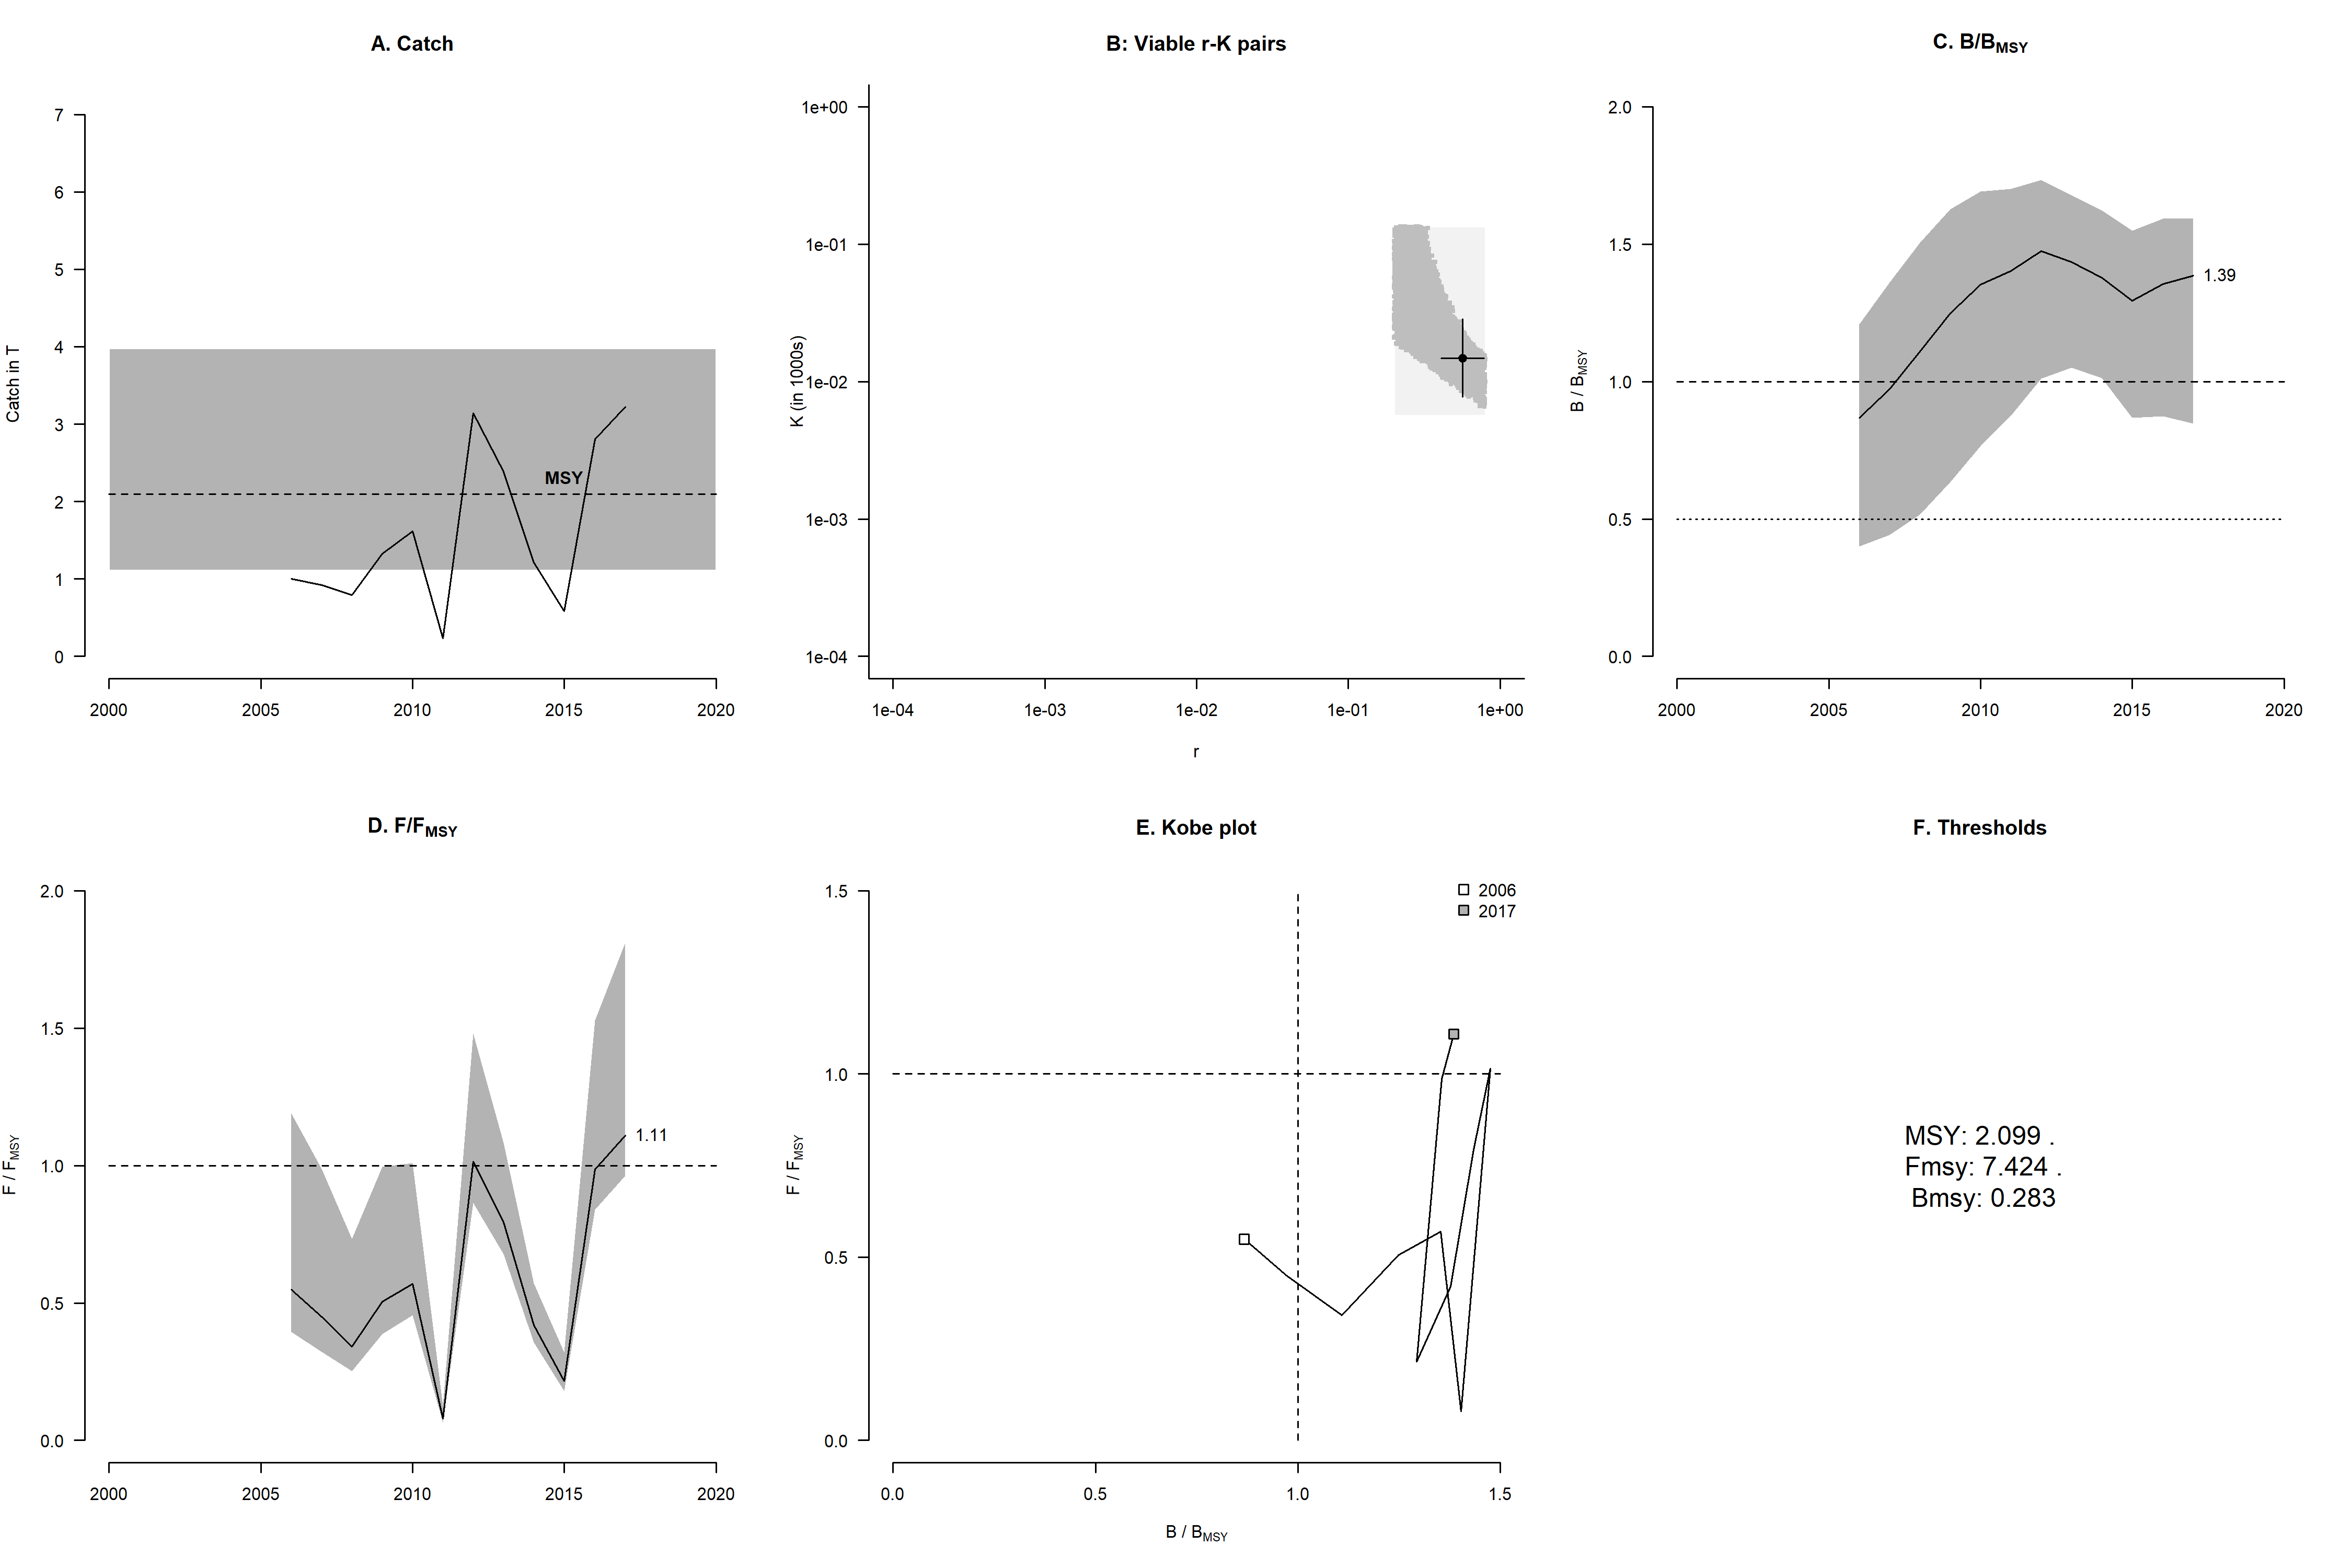 A. Catch
7
6
5
4
3
2
1
0
Catch in T
MSY
2000 2005 2010 2015 2020
B: Viable r-K pairs
1e+00
1e-01
1e-02
1e-03
1e-04
K (in 1000s)
1e-04 1e-03 1e-02 1e-01 1e+00
r
C. B/BMSY
2.0
1.5
1.0
0.5
0.0
B / BMSY
1.39
2000 2005 2010 2015 2020
D. F/FMSY
2.0
1.5
1.0
0.5
0.0
F / FMSY
1.11
2000 2005 2010 2015 2020
E. Kobe plot
2006
2017
1.5
1.0
0.5
0.0
F / FMSY
0.0 0.5 1.0 1.5
B / BMSY
F. Thresholds
MSY: 2.099 .
Fmsy: 7.424 .
Bmsy: 0.283